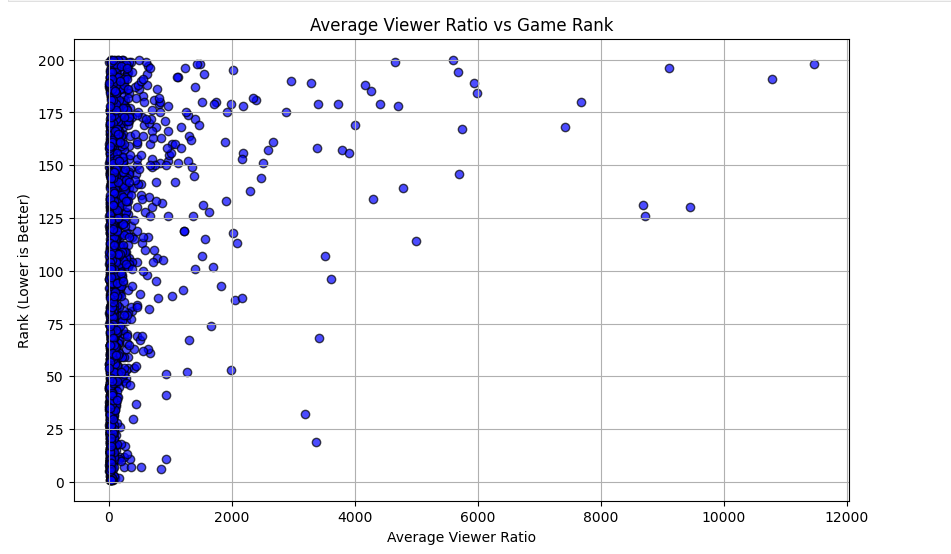 Average Viewer Ratio vs Game Rank
Rank (Lower is Better)
200
175
150
125
100
75
50
25
0
0 2000 4000 6000 8000 10000 12000
Average Viewer Ratio